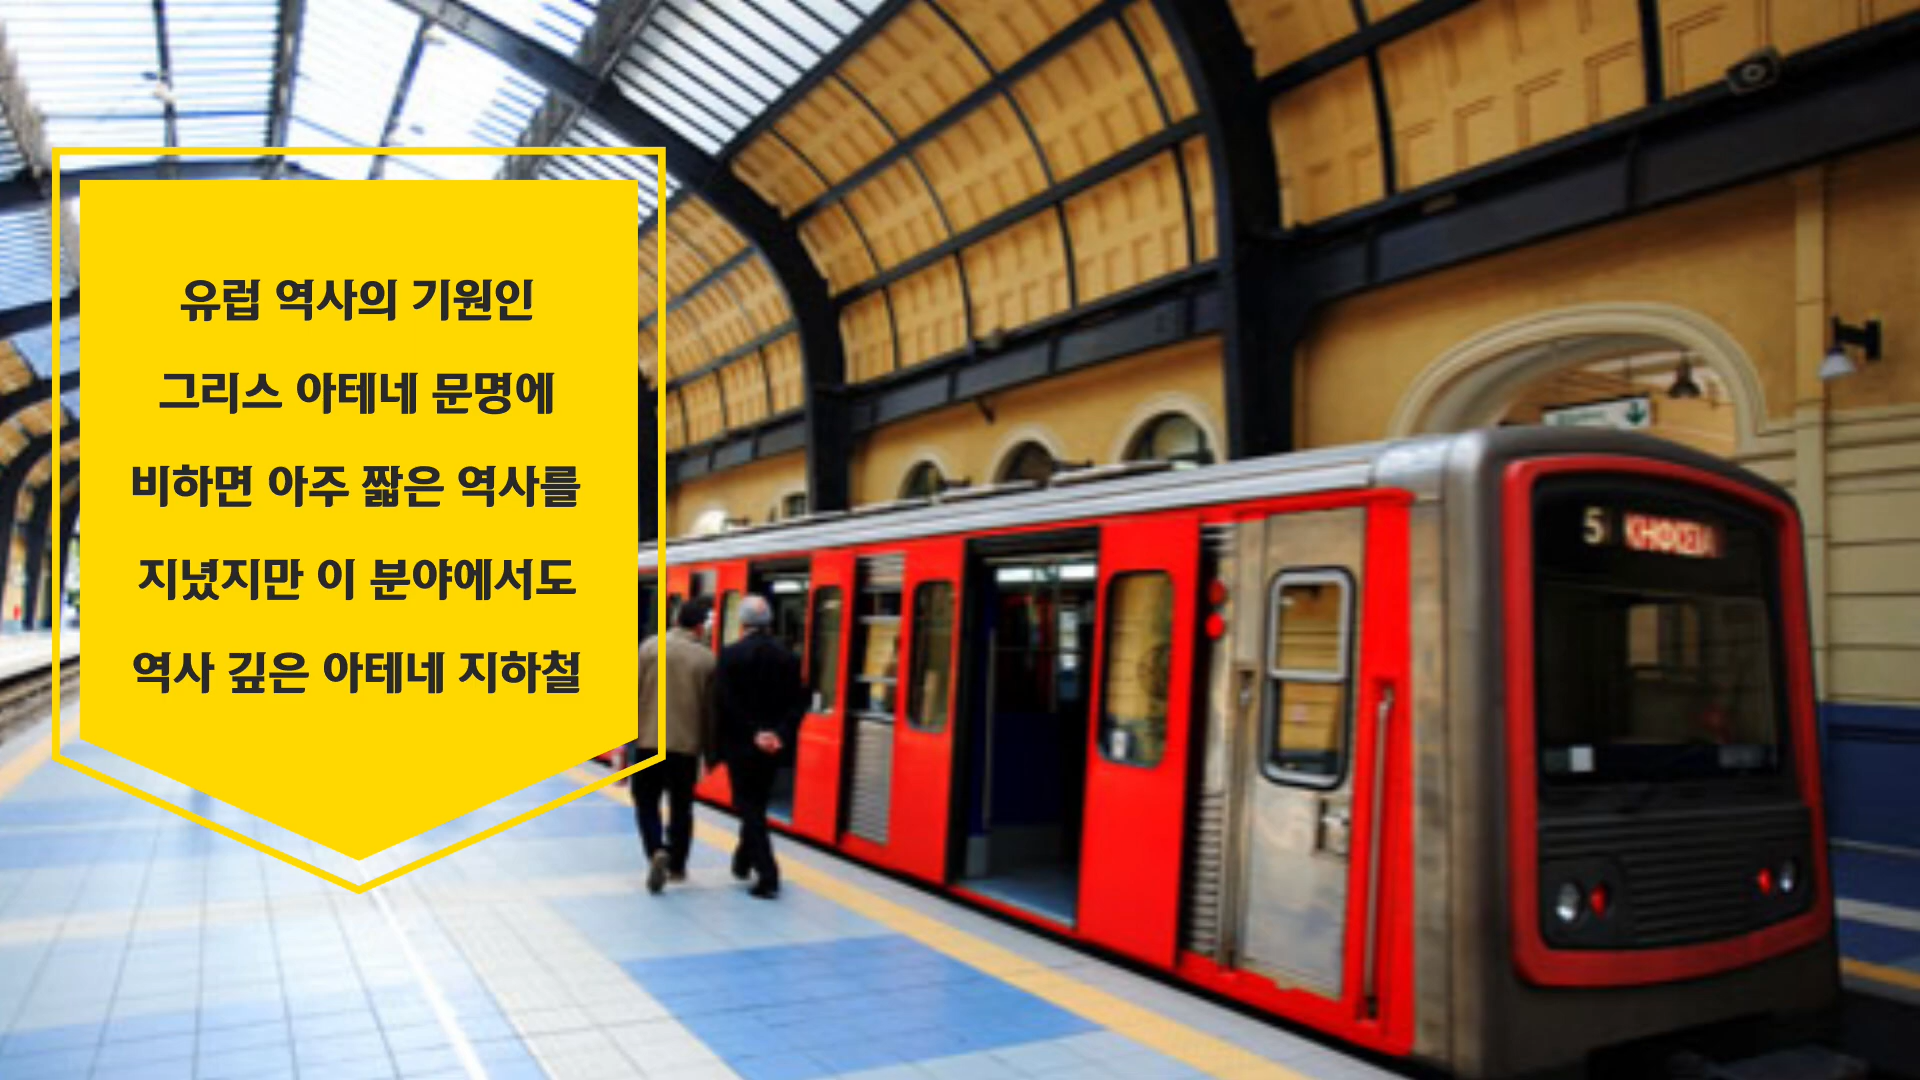 유럽 역사의 기원인
그리스 아테네 문명에
비하면 아주 짧은 역사를
지녔지만 이 분야에서도
역사 깊은 아테네 지하철
5 ΚΗΦΙΣΙΑ